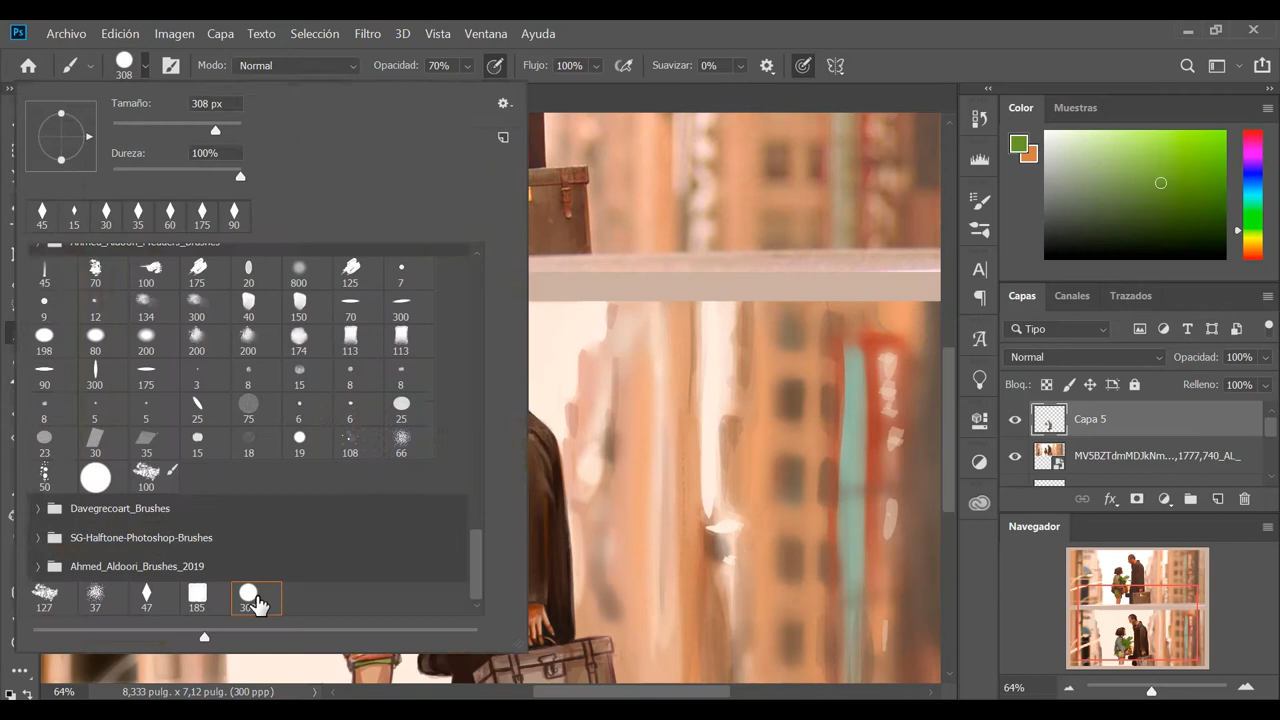 Ps Archivo Edición Imagen Capa Texto Selección Filtro 3D Vista Ventana Ayuda
308 Modo: Normal Opacidad: 70% Flujo: 100% Suavizar: 0%
Tamaño: 308 px
Dureza: 100%
45 15 30 35 60 175 90
45 70 100 175 20 800 125 7
9 12 134 300 40 150 70 300
198 80 200 200 200 174 113 113
90 300 175 3 8 15 8 8
8 5 5 25 75 6 6 25
23 30 35 15 18 19 108 66
50 100
Davegrecoart_Brushes
SG-Halftone-Photoshop-Brushes
Ahmed_Aldoori_Brushes_2019
127 37 47 185
Color Muestras
Capas Canales Trazados
Tipo
Normal Opacidad: 100%
Bloq.: Relleno: 100%
Capa 5
MV5BZTdmMDJkNm...,1777,740_AL_
fx
Navegador
64%
64% 8,333 pulg. x 7,12 pulg. (300 ppp)